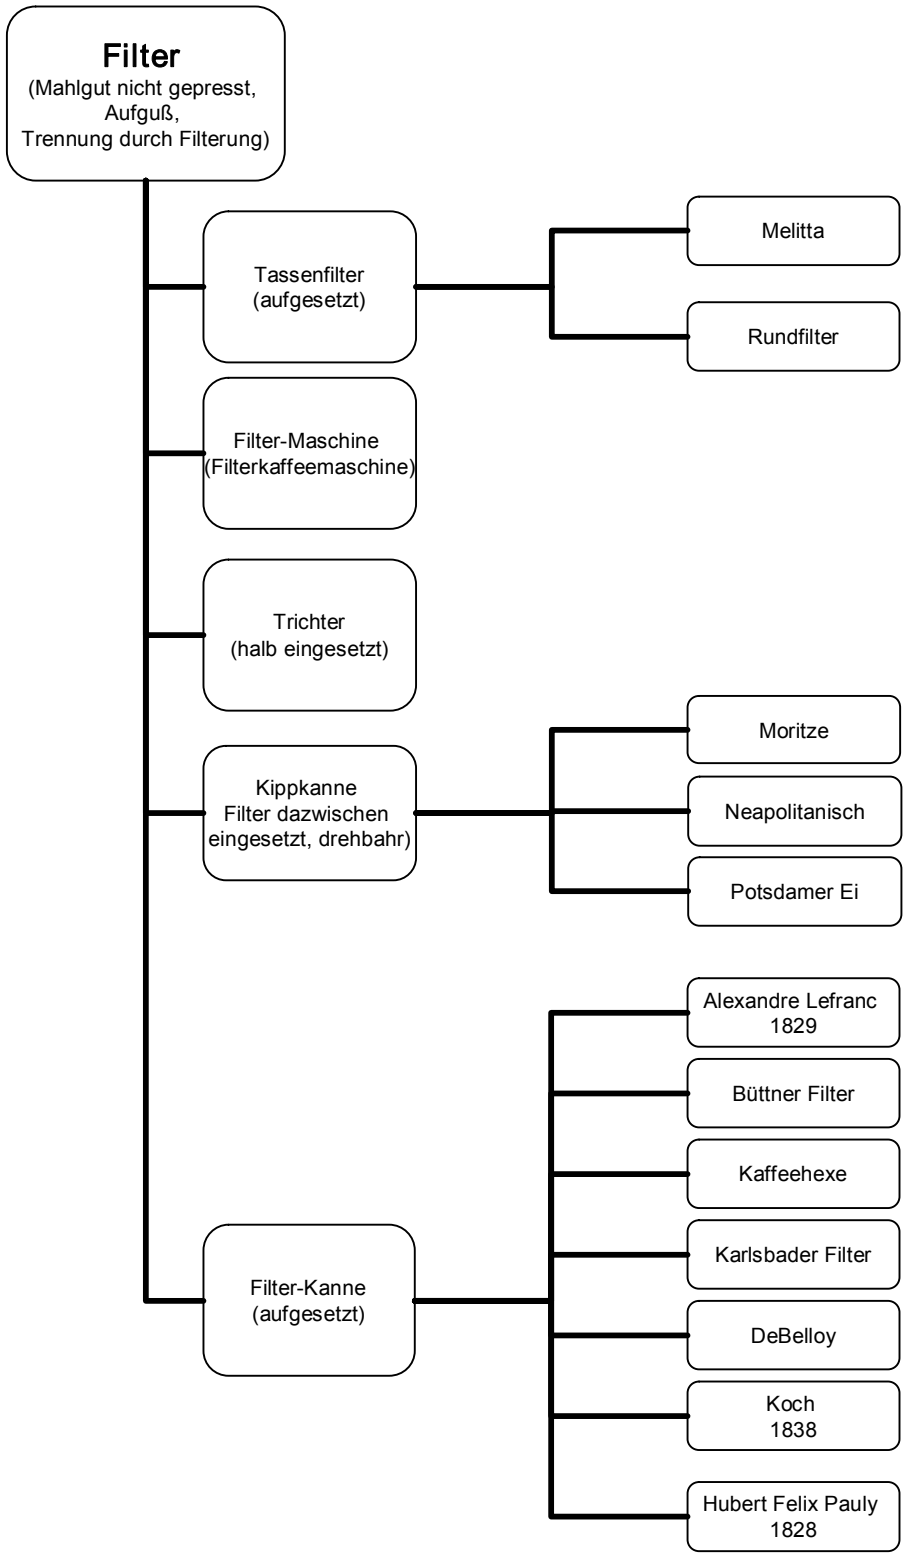 Filter
(Mahlgut nicht gepresst,
Aufguß,
Trennung durch Filterung)
Tassenfilter
(aufgesetzt)
Melitta
Rundfilter
Filter-Maschine
(Filterkaffeemaschine)
Trichter
(halb eingesetzt)
Kippkanne
Filter dazwischen
eingesetzt, drehbahr)
Moritze
Neapolitanisch
Potsdamer Ei
Filter-Kanne
(aufgesetzt)
Alexandre Lefranc
1829
Büttner Filter
Kaffeehexe
Karlsbader Filter
DeBelloy
Koch
1838
Hubert Felix Pauly
1828